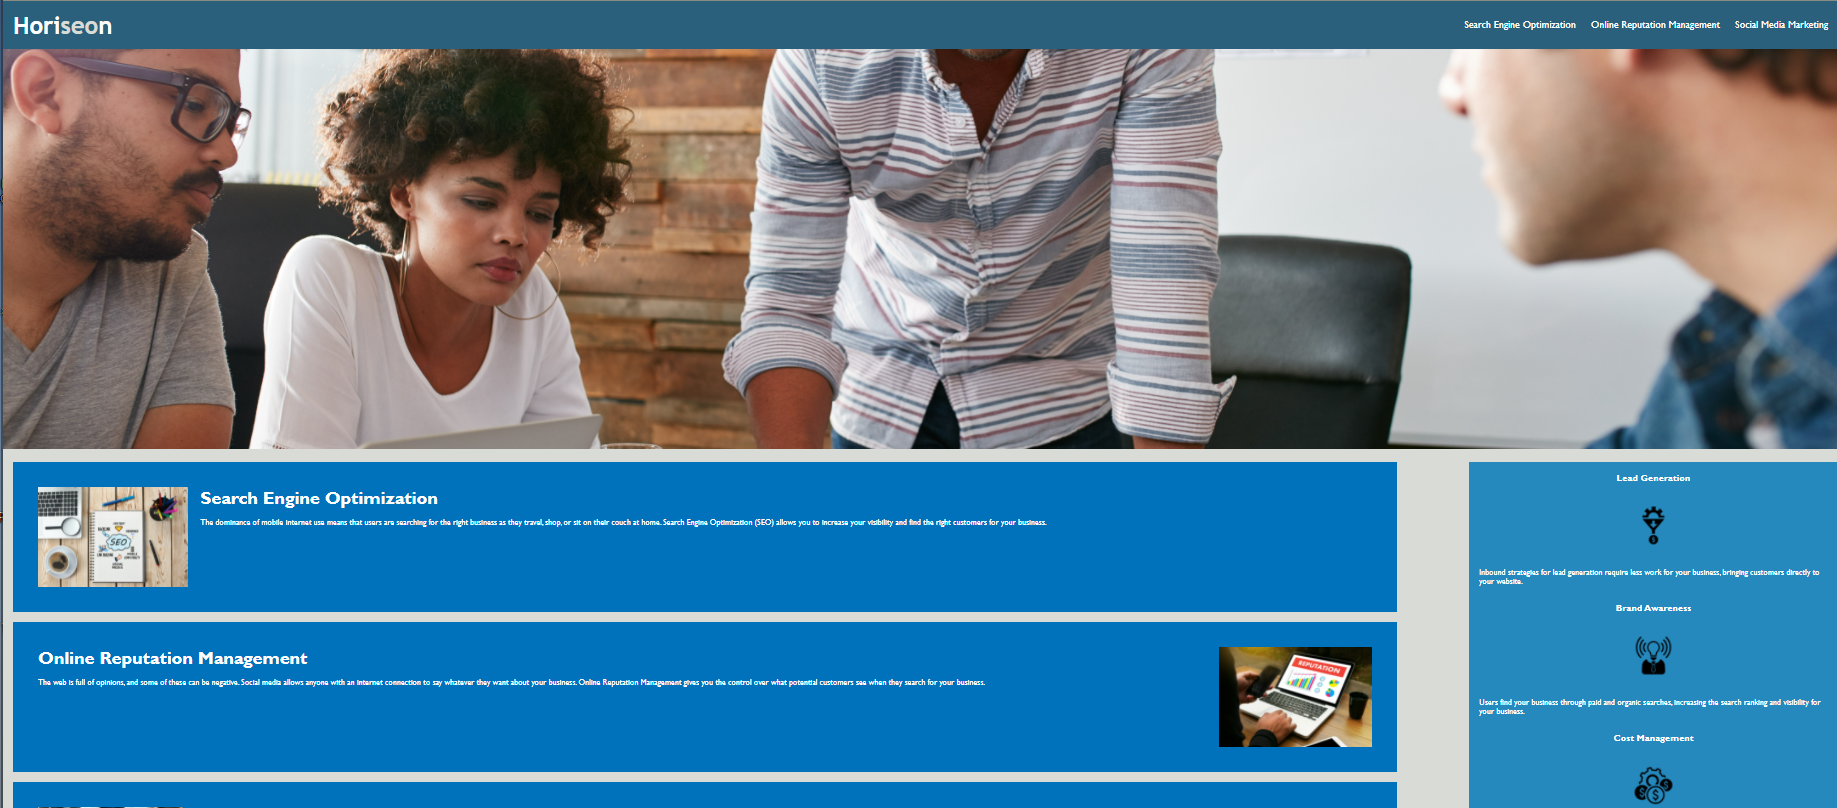 Horiseon
Search Engine Optimization
Online Reputation Management
Social Media Marketing
SEO
Search Engine Optimization
The dominance of mobile internet use means that users are searching for the right business as they travel, shop, or sit on their couch at home. Search Engine Optimization (SEO) allows you to increase your visibility and find the right customers for your business.
Online Reputation Management
The web is full of opinions, and some of these can be negative. Social media allows anyone with an internet connection to say whatever they want about your business. Online Reputation Management gives you the control over what potential customers see when they search for your business.
REPUTATION
Lead Generation
Inbound strategies for lead generation require less work for your business, bringing customers directly to
your website.
Brand Awareness
Users find your business through paid and organic searches, increasing the search ranking and visibility for
your business.
Cost Management